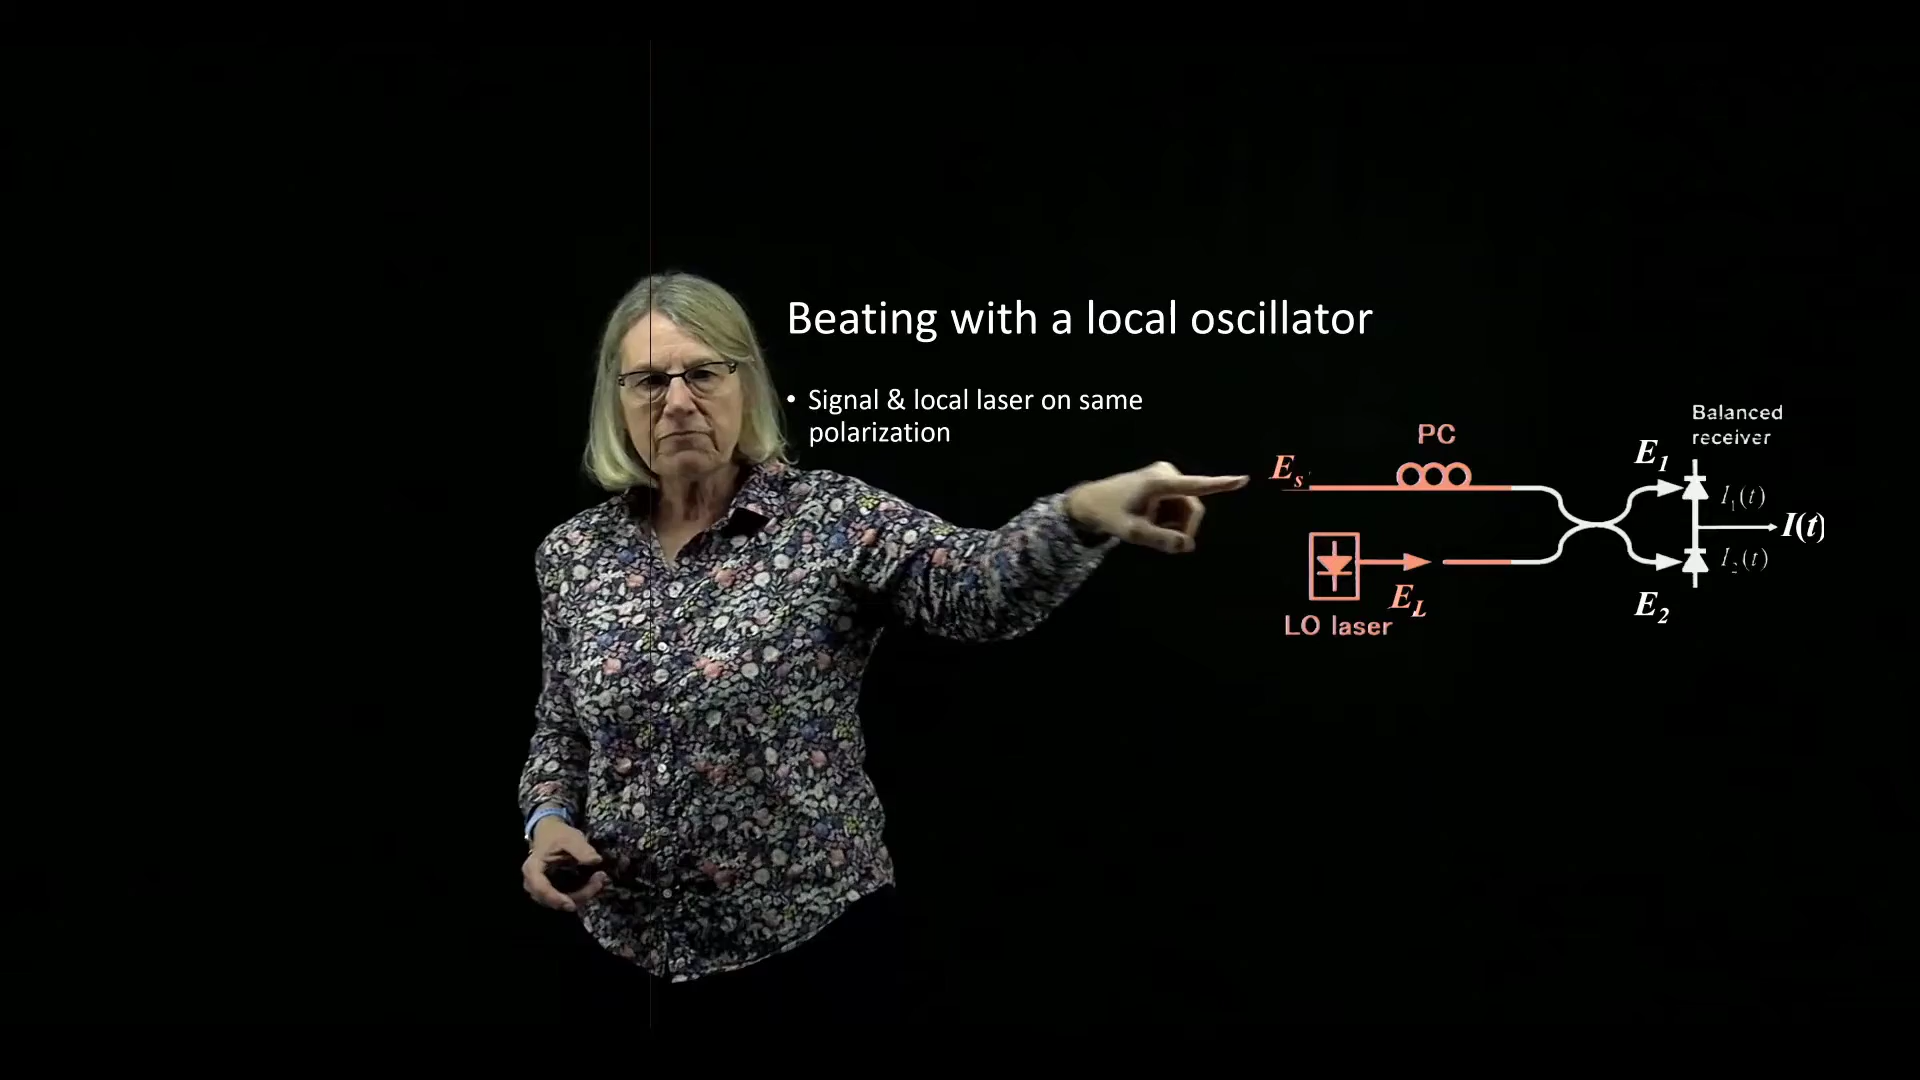 Beating with a local oscillator
• Signal & local laser on same
polarization
Balanced
receiver
PC
E1
Es
I1(t)
I(t)
I2(t)
EL
E2
LO laser